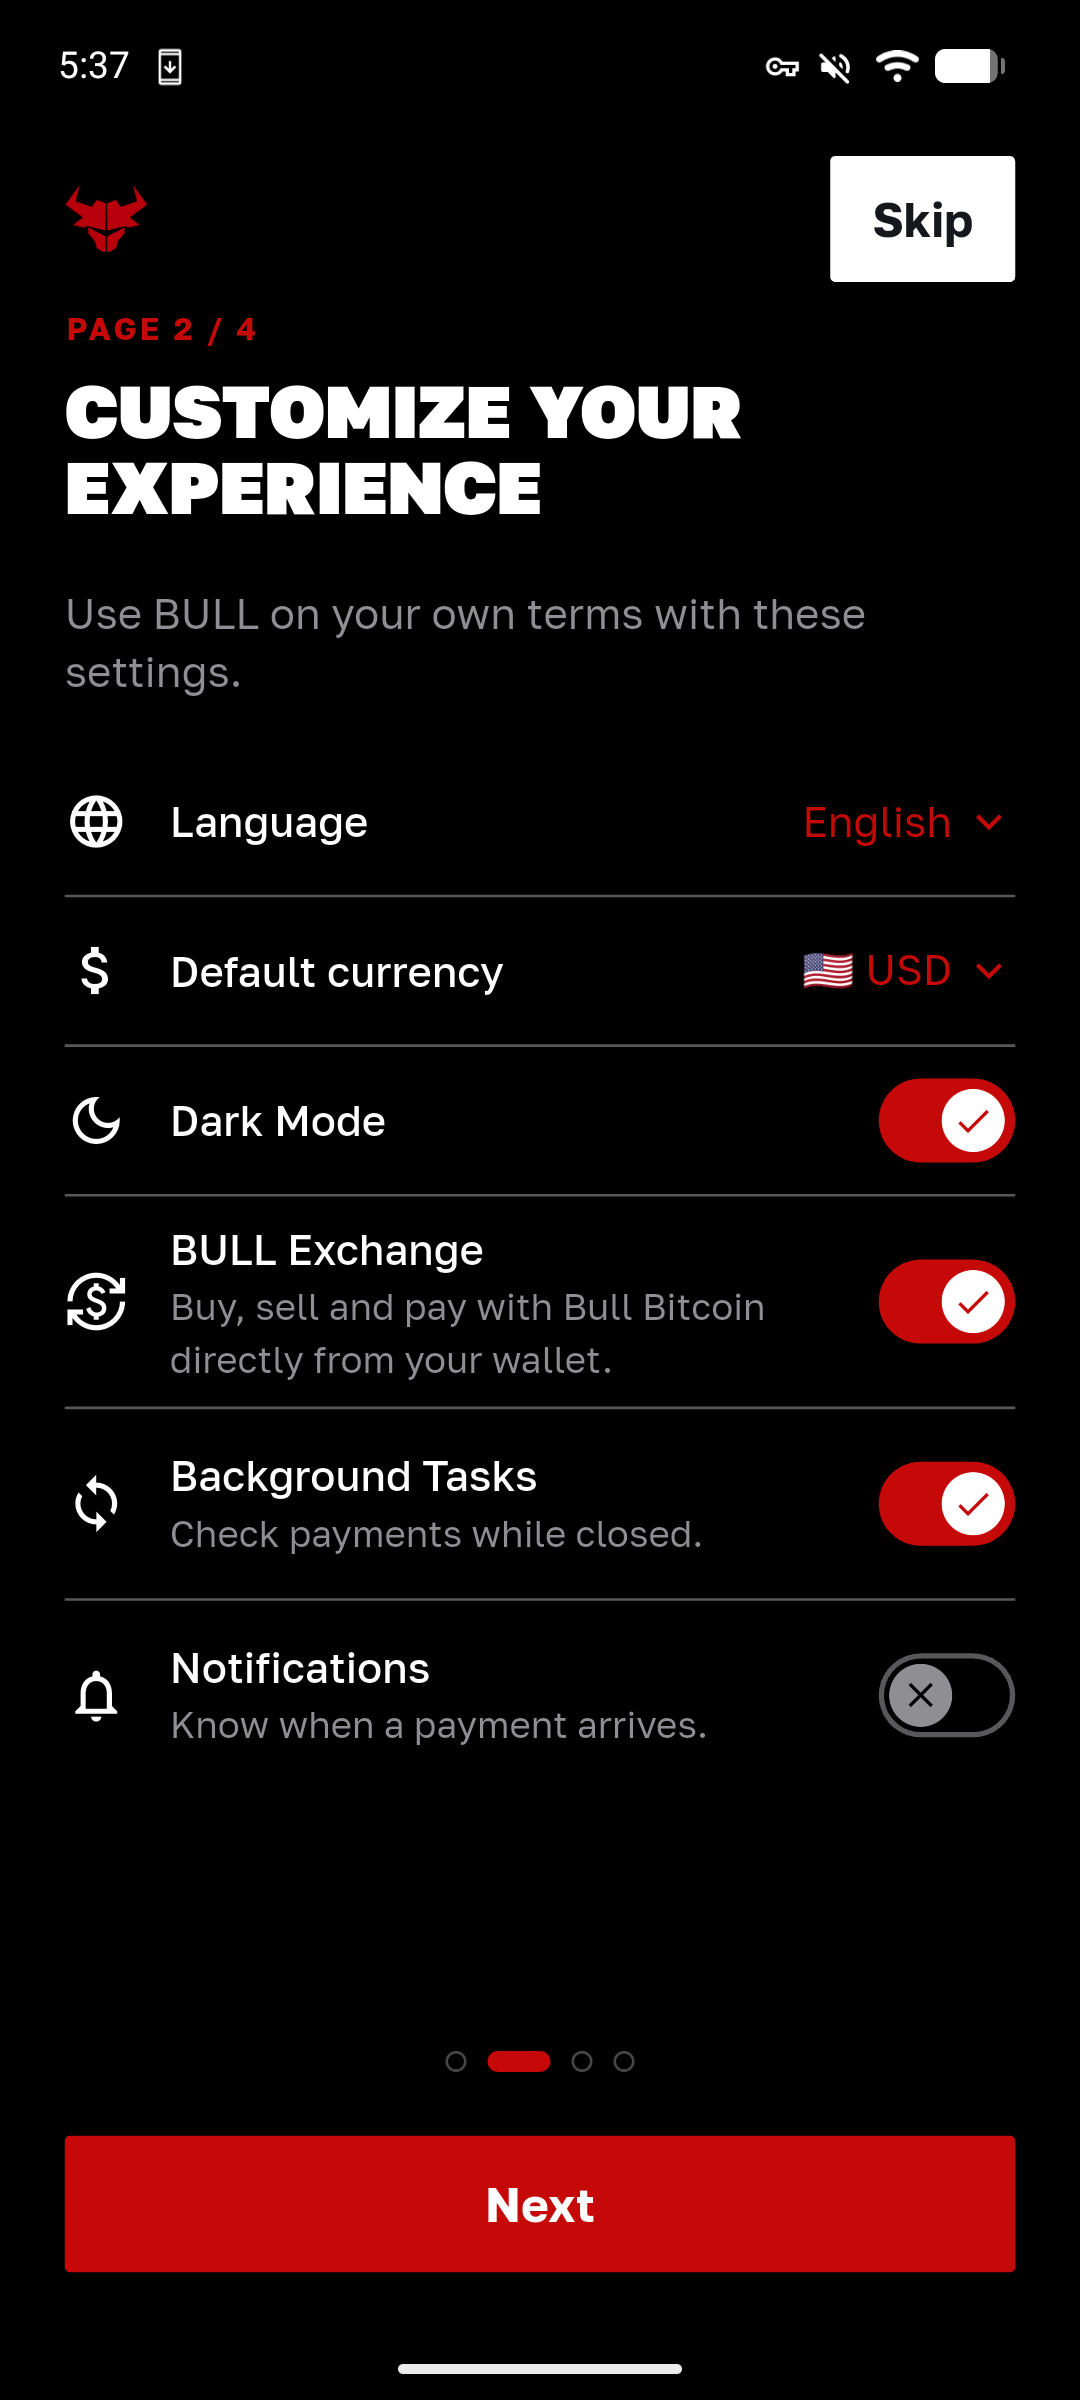 5:37
Skip
PAGE 2 / 4
CUSTOMIZE YOUR
EXPERIENCE
Use BULL on your own terms with these
settings.
Language
English
Default currency
🇺🇸 USD
Dark Mode
BULL Exchange
Buy, sell and pay with Bull Bitcoin
directly from your wallet.
Background Tasks
Check payments while closed.
Notifications
Know when a payment arrives.
Next